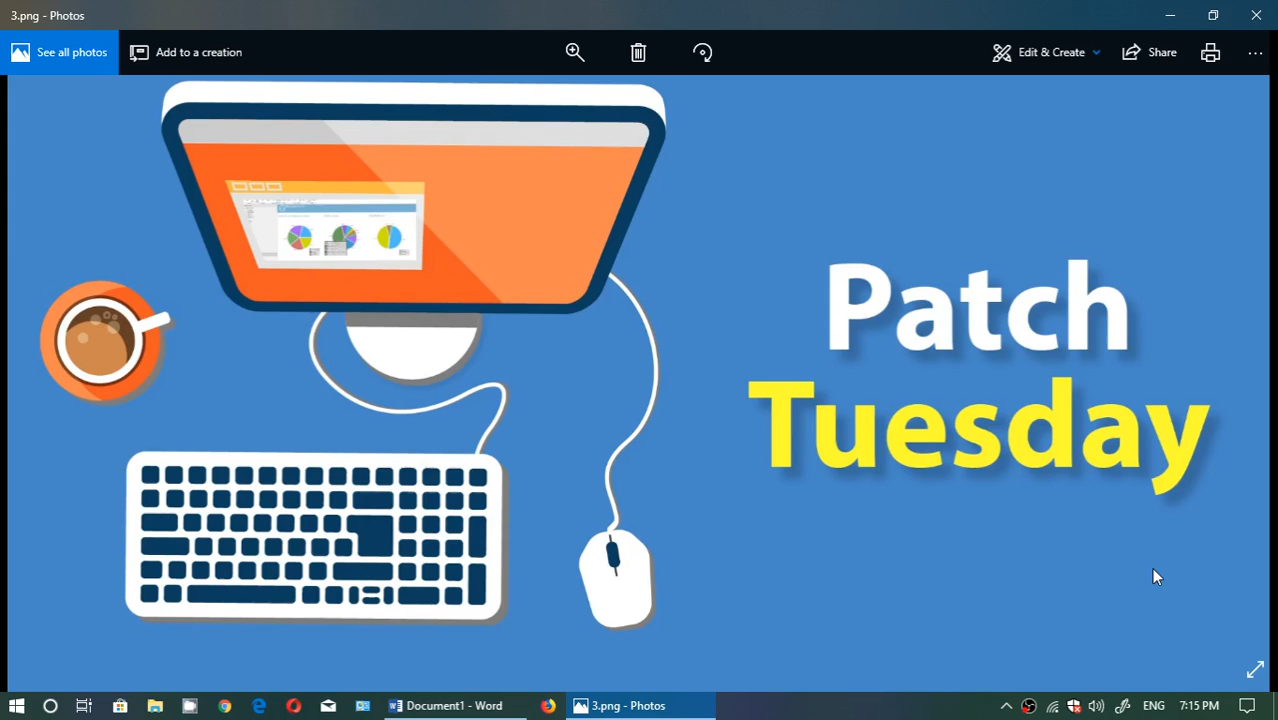 3.png - Photos
See all photos
Add to a creation
Edit & Create
Share
Patch
Tuesday
Document1 - Word
3.png - Photos
ENG
7:15 PM